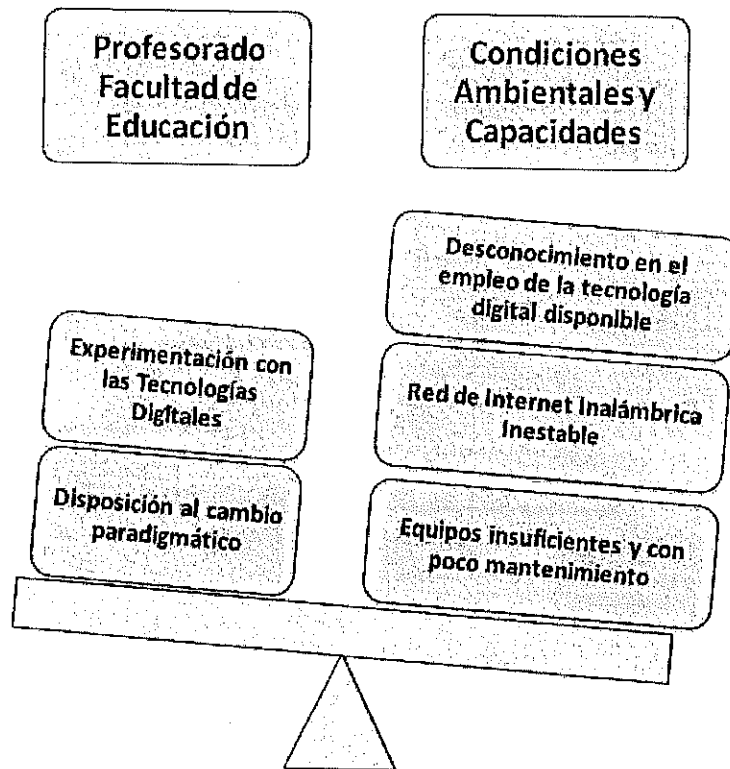 Profesorado
Facultad de
Educación
Condiciones
Ambientales y
Capacidades
Experimentación con
las Tecnologías
Digitales
Disposición al cambio
paradigmático
Desconocimiento en el
empleo de la tecnología
digital disponible
Red de Internet Inalámbrica
Inestable
Equipos insuficientes y con
poco mantenimiento